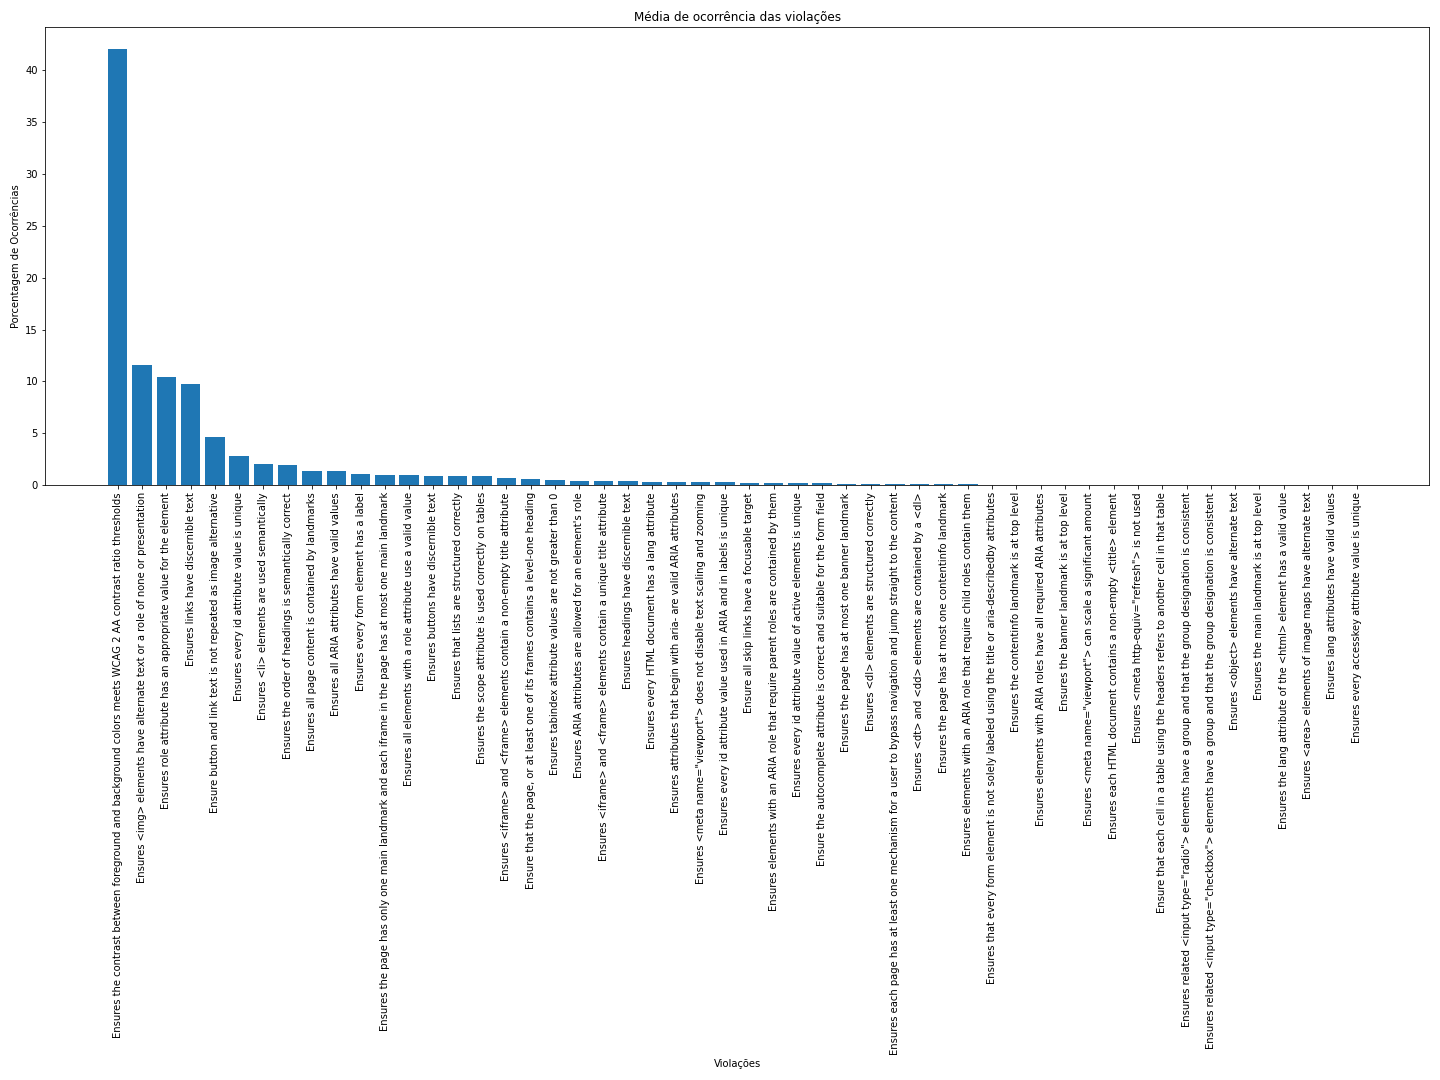 Média de ocorrência das violações
Porcentagem de Ocorrências
40
35
30
25
20
15
10
5
0
Ensures the contrast between foreground and background colors meets WCAG 2 AA contrast ratio thresholds
Ensures <img> elements have alternate text or a role of none or presentation
Ensures role attribute has an appropriate value for the element
Ensures links have discernible text
Ensure button and link text is not repeated as image alternative
Ensures every id attribute value is unique
Ensures <li> elements are used semantically
Ensures the order of headings is semantically correct
Ensures all page content is contained by landmarks
Ensures all ARIA attributes have valid values
Ensures every form element has a label
Ensures the page has only one main landmark and each iframe in the page has at most one main landmark
Ensures all elements with a role attribute use a valid value
Ensures buttons have discernible text
Ensures that lists are structured correctly
Ensures the scope attribute is used correctly on tables
Ensures <iframe> and <frame> elements contain a non-empty title attribute
Ensure that the page, or at least one of its frames contains a level-one heading
Ensures tabindex attribute values are not greater than 0
Ensures ARIA attributes are allowed for an element's role
Ensures <iframe> and <frame> elements contain a unique title attribute
Ensures headings have discernible text
Ensures every HTML document has a lang attribute
Ensures attributes that begin with aria- are valid ARIA attributes
Ensures <meta name="viewport"> does not disable text scaling and zooming
Ensures every id attribute value used in ARIA and in labels is unique
Ensure all skip links have a focusable target
Ensures elements with an ARIA role that require parent roles are contained by them
Ensures every id attribute value of active elements is unique
Ensure the autocomplete attribute is correct and suitable for the form field
Ensures the page has at most one banner landmark
Ensures <dl> elements are structured correctly
Ensures each page has at least one mechanism for a user to bypass navigation and jump straight to the content
Ensures <dt> and <dd> elements are contained by a <dl>
Ensures the page has at most one contentinfo landmark
Ensures elements with an ARIA role that require child roles contain them
Ensures that every form element is not solely labeled using the title or aria-describedby attributes
Ensures the contentinfo landmark is at top level
Ensures elements with ARIA roles have all required ARIA attributes
Ensures the banner landmark is at top level
Ensures <meta name="viewport"> can scale a significant amount
Ensures each HTML document contains a non-empty <title> element
Ensures <meta http-equiv="refresh"> is not used
Ensure that each cell in a table using the headers refers to another cell in that table
Ensures related <input type="radio"> elements have a group and that the group designation is consistent
Ensures related <input type="checkbox"> elements have a group and that the group designation is consistent
Ensures <object> elements have alternate text
Ensures the main landmark is at top level
Ensures the lang attribute of the <html> element has a valid value
Ensures <area> elements of image maps have alternate text
Ensures lang attributes have valid values
Ensures every accesskey attribute value is unique
Violações